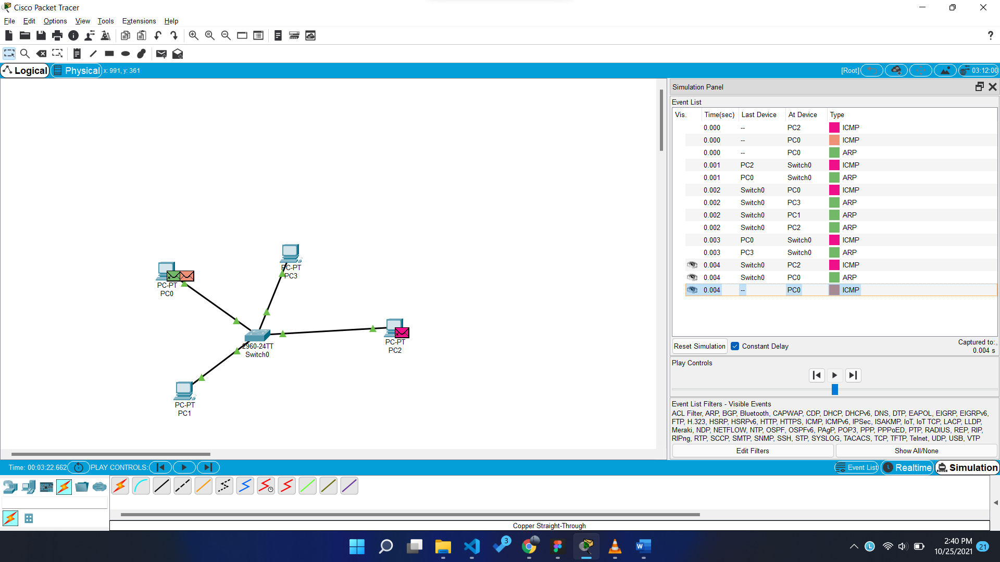 Cisco Packet Tracer
File Edit Options View Tools Extensions Help
Logical Physical x: 991, y: 361 [Root] 03:12:00
Simulation Panel
Event List
Vis. Time(sec) Last Device At Device Type
0.000 -- PC2 ICMP
0.000 -- PC0 ICMP
0.000 -- PC0 ARP
0.001 PC2 Switch0 ICMP
0.001 PC0 Switch0 ARP
0.002 Switch0 PC0 ICMP
0.002 Switch0 PC3 ARP
0.002 Switch0 PC1 ARP
0.002 Switch0 PC2 ARP
0.003 PC0 Switch0 ICMP
0.003 PC3 Switch0 ARP
0.004 Switch0 PC2 ICMP
0.004 Switch0 PC0 ARP
0.004 -- PC0 ICMP
PC-PT
PC3
PC-PT
PC0
2960-24TT
Switch0
PC-PT
PC2
PC-PT
PC1
Reset Simulation Constant Delay Captured to:
0.004 s
Play Controls
Event List Filters - Visible Events
ACL Filter, ARP, BGP, Bluetooth, CAPWAP, CDP, DHCP, DHCPv6, DNS, DTP, EAPOL, EIGRP, EIGRPv6,
FTP, H.323, HSRP, HSRPv6, HTTP, HTTPS, ICMP, ICMPv6, IPSec, ISAKMP, IoT, IoT TCP, LACP, LLDP,
Meraki, NDP, NETFLOW, NTP, OSPF, OSPFv6, PAgP, POP3, PPP, PPPoED, PTP, RADIUS, REP, RIP,
RIPng, RTP, SCCP, SMTP, SNMP, SSH, STP, SYSLOG, TACACS, TCP, TFTP, Telnet, UDP, USB, VTP
Edit Filters Show All/None
Time: 00:03:22.662 PLAY CONTROLS: Event List Realtime Simulation
Copper Straight-Through
3
W
L
2:40 PM
10/25/2021
21